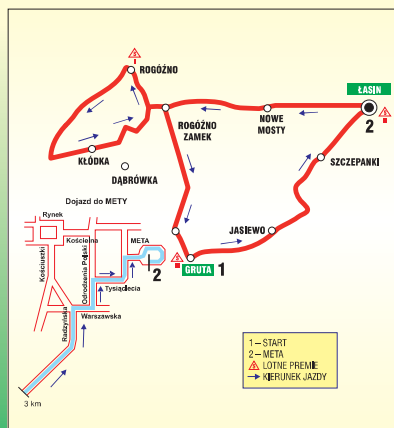 ROGÓŹNO
ŁASIN
2
ROGÓŹNO
ZAMEK
NOWE
MOSTY
KŁÓDKA
DĄBRÓWKA
SZCZEPANKI
Dojazd do METY
Rynek
Kościelna
META
Kościuszki
Odrodzenia Polski
JASIEWO
GRUTA 1
2
Tysiąclecia
Warszawska
Radzyńska
3 km
1 – START
2 – META
LOTNE PREMIE
KIERUNEK JAZDY